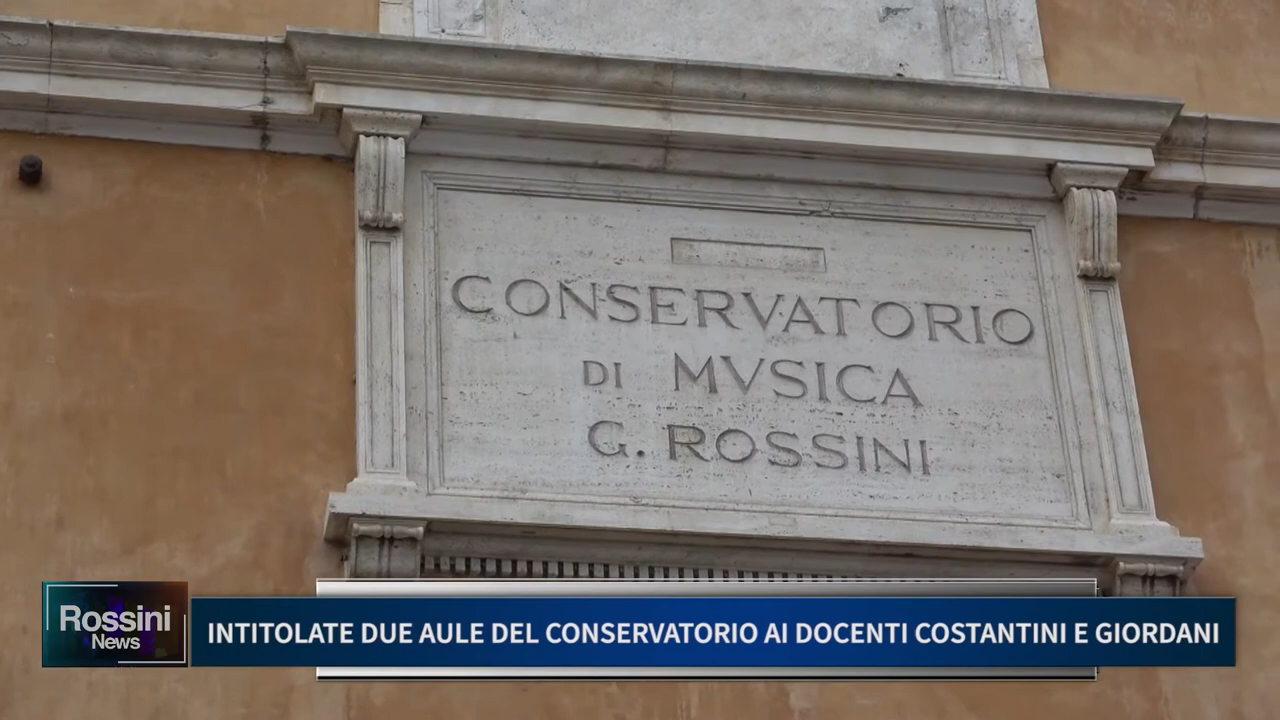 CONSERVATORIO
DI MVSICA
G. ROSSINI
Rossini
News
INTITOLATE DUE AULE DEL CONSERVATORIO AI DOCENTI COSTANTINI E GIORDANI